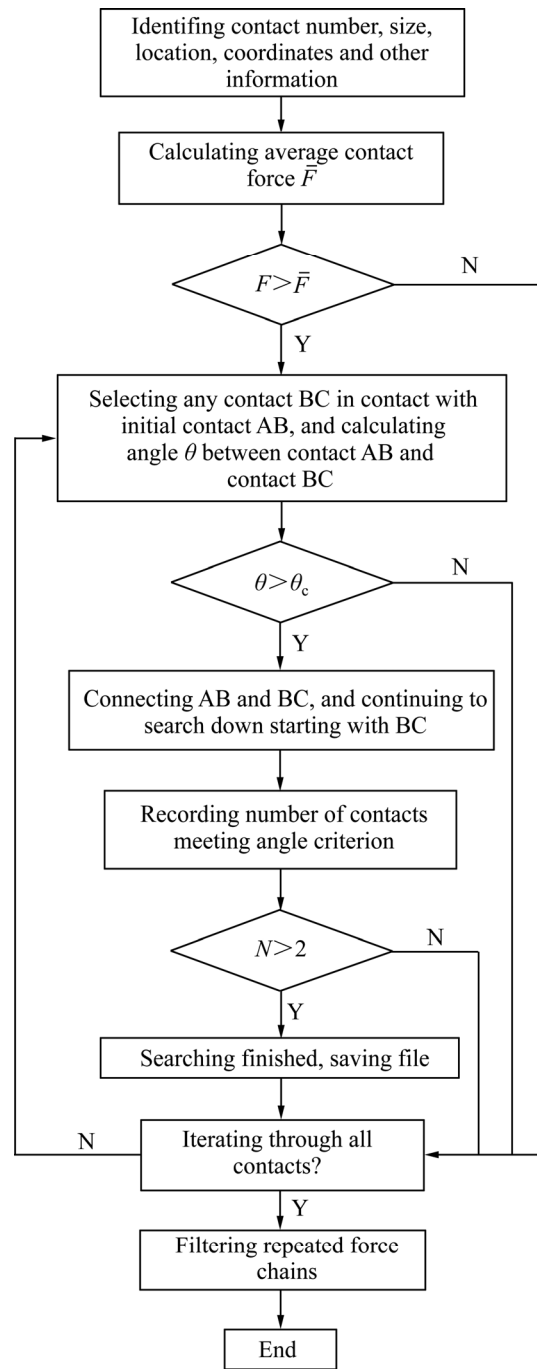 Identifing contact number, size,
location, coordinates and other
information
Calculating average contact
force F̄
F＞F̄
N
Y
Selecting any contact BC in contact with
initial contact AB, and calculating
angle θ between contact AB and
contact BC
θ＞θc
N
Y
Connecting AB and BC, and continuing to
search down starting with BC
Recording number of contacts
meeting angle criterion
N＞2
N
Y
Searching finished, saving file
N
Iterating through all
contacts?
Y
Filtering repeated force
chains
End